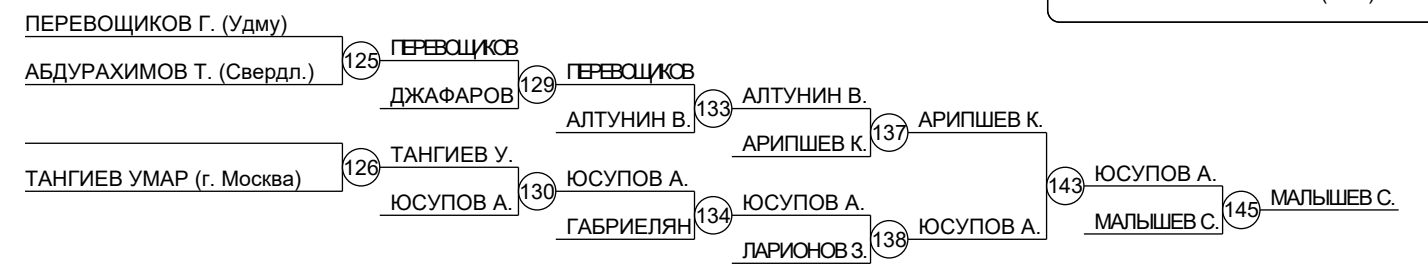 ПЕРЕВОЩИКОВ Г. (Удму)
АБДУРАХИМОВ Т. (Свердл.)
125
ПЕРЕВОЩИКОВ
ДЖАФАРОВ
129
ПЕРЕВОЩИКОВ
АЛТУНИН В.
133
АЛТУНИН В.
АРИПШЕВ К.
137
АРИПШЕВ К.
ТАНГИЕВ УМАР (г. Москва)
126
ТАНГИЕВ У.
ЮСУПОВ А.
130
ЮСУПОВ А.
ГАБРИЕЛЯН
134
ЮСУПОВ А.
ЛАРИОНОВ З.
138
ЮСУПОВ А.
143
ЮСУПОВ А.
МАЛЫШЕВ С.
145
МАЛЫШЕВ С.